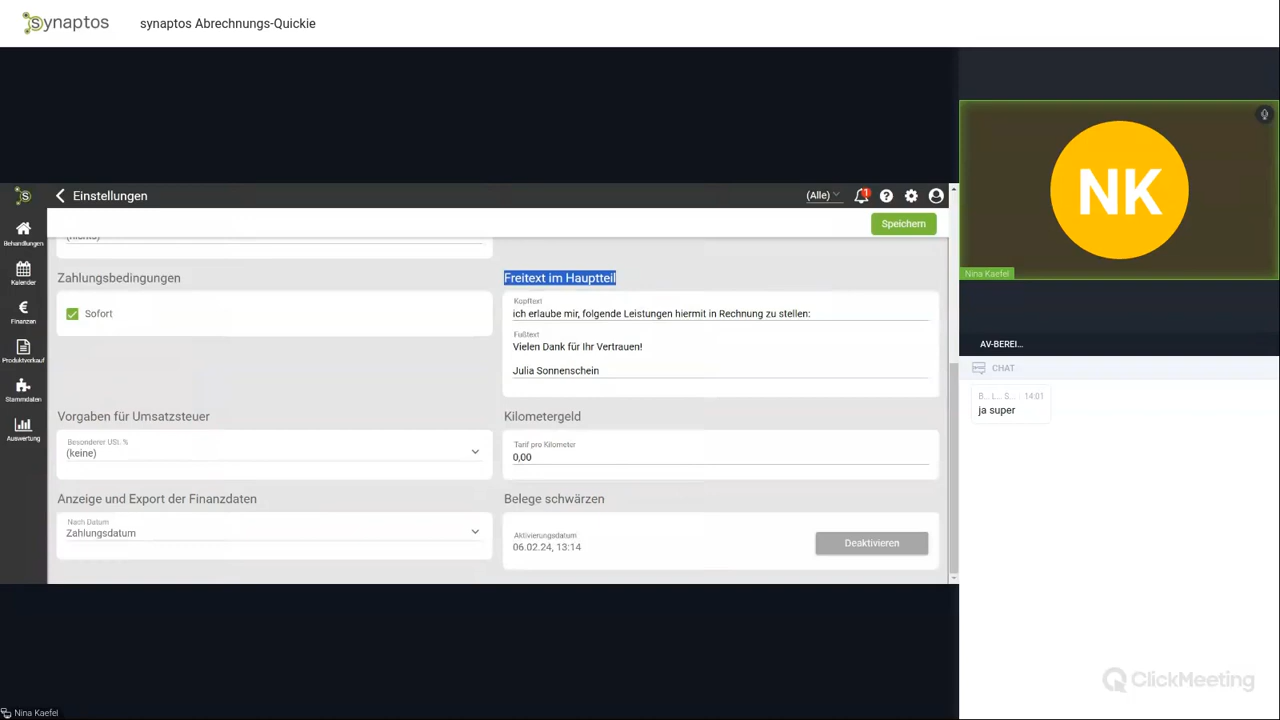 synaptos
synaptos Abrechnungs-Quickie
Einstellungen
(Alle)
1
Speichern
Behandlungen
Kalender
Finanzen
Produktverkauf
Stammdaten
Auswertung
Zahlungsbedingungen
Sofort
Freitext im Hauptteil
Kopftext
ich erlaube mir, folgende Leistungen hiermit in Rechnung zu stellen:
Fußtext
Vielen Dank für Ihr Vertrauen!
Julia Sonnenschein
Vorgaben für Umsatzsteuer
Besonderer USt. %
(keine)
Kilometergeld
Tarif pro Kilometer
0,00
Anzeige und Export der Finanzdaten
Nach Datum
Zahlungsdatum
Belege schwärzen
Aktivierungsdatum
06.02.24, 13:14
Deaktivieren
NK
Nina Kaefel
AV-BEREI...
CHAT
B... L... S... 14:01
ja super
ClickMeeting
Nina Kaefel